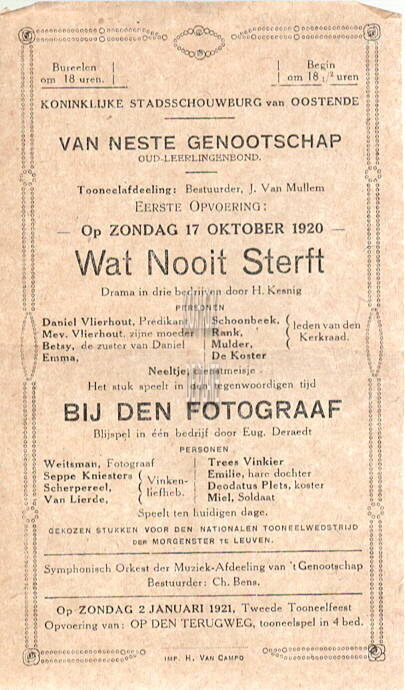 Bureelen
om 18 uren.
Begin
om 18 1/2 uren
KONINKLIJKE STADSSCHOUWBURG van OOSTENDE
VAN NESTE GENOOTSCHAP
OUD-LEERLINGENBOND.
Tooneelafdeeling: Bestuurder, J. Van Mullem
EERSTE OPVOERING:
— Op ZONDAG 17 OKTOBER 1920 —
Wat Nooit Sterft
Drama in drie bedrijven door H. Kesnig
PERSONEN
Daniel Vlierhout, Predikant
Mev. Vlierhout, zijne moeder
Betsy, de zuster van Daniel
Emma,
Schoonbeek,
Rank,
Mulder,
De Koster
leden van den
Kerkraad.
Neeltje, meisje
Het stuk speelt in den tegenwoordigen tijd
BIJ DEN FOTOGRAAF
Blijspel in één bedrijf door Eug. Deraedt
PERSONEN
Weitsman, Fotograaf
Seppe Kniesters
Scherpereel,
Van Lierde,
Vinken-
liefheb.
Trees Vinkier
Emilie, hare dochter
Deodatus Plets, koster
Miel, Soldaat
Speelt ten huidigen dage.
GEKOZEN STUKKEN VOOR DEN NATIONALEN TOONEELWEDSTRIJD
DER MORGENSTER te LEUVEN.
Symphonisch Orkest der Muziek-Afdeeling van 't Genootschap
Bestuurder: Ch. Bens.
Op ZONDAG 2 JANUARI 1921, Tweede Tooneelfeest
Opvoering van: OP DEN TERUGWEG, tooneelspel in 4 bed.
IMP. H. VAN CAMPO